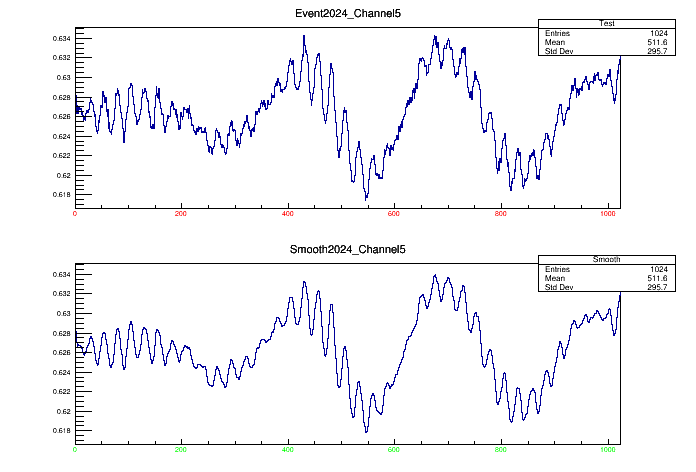 Event2024_Channel5
Test
Entries 1024
Mean 511.6
Std Dev 295.7
0.634
0.632
0.63
0.628
0.626
0.624
0.622
0.62
0.618
0 200 400 600 800 1000
Smooth2024_Channel5
Smooth
Entries 1024
Mean 511.6
Std Dev 295.7
0.634
0.632
0.63
0.628
0.626
0.624
0.622
0.62
0.618
0 200 400 600 800 1000